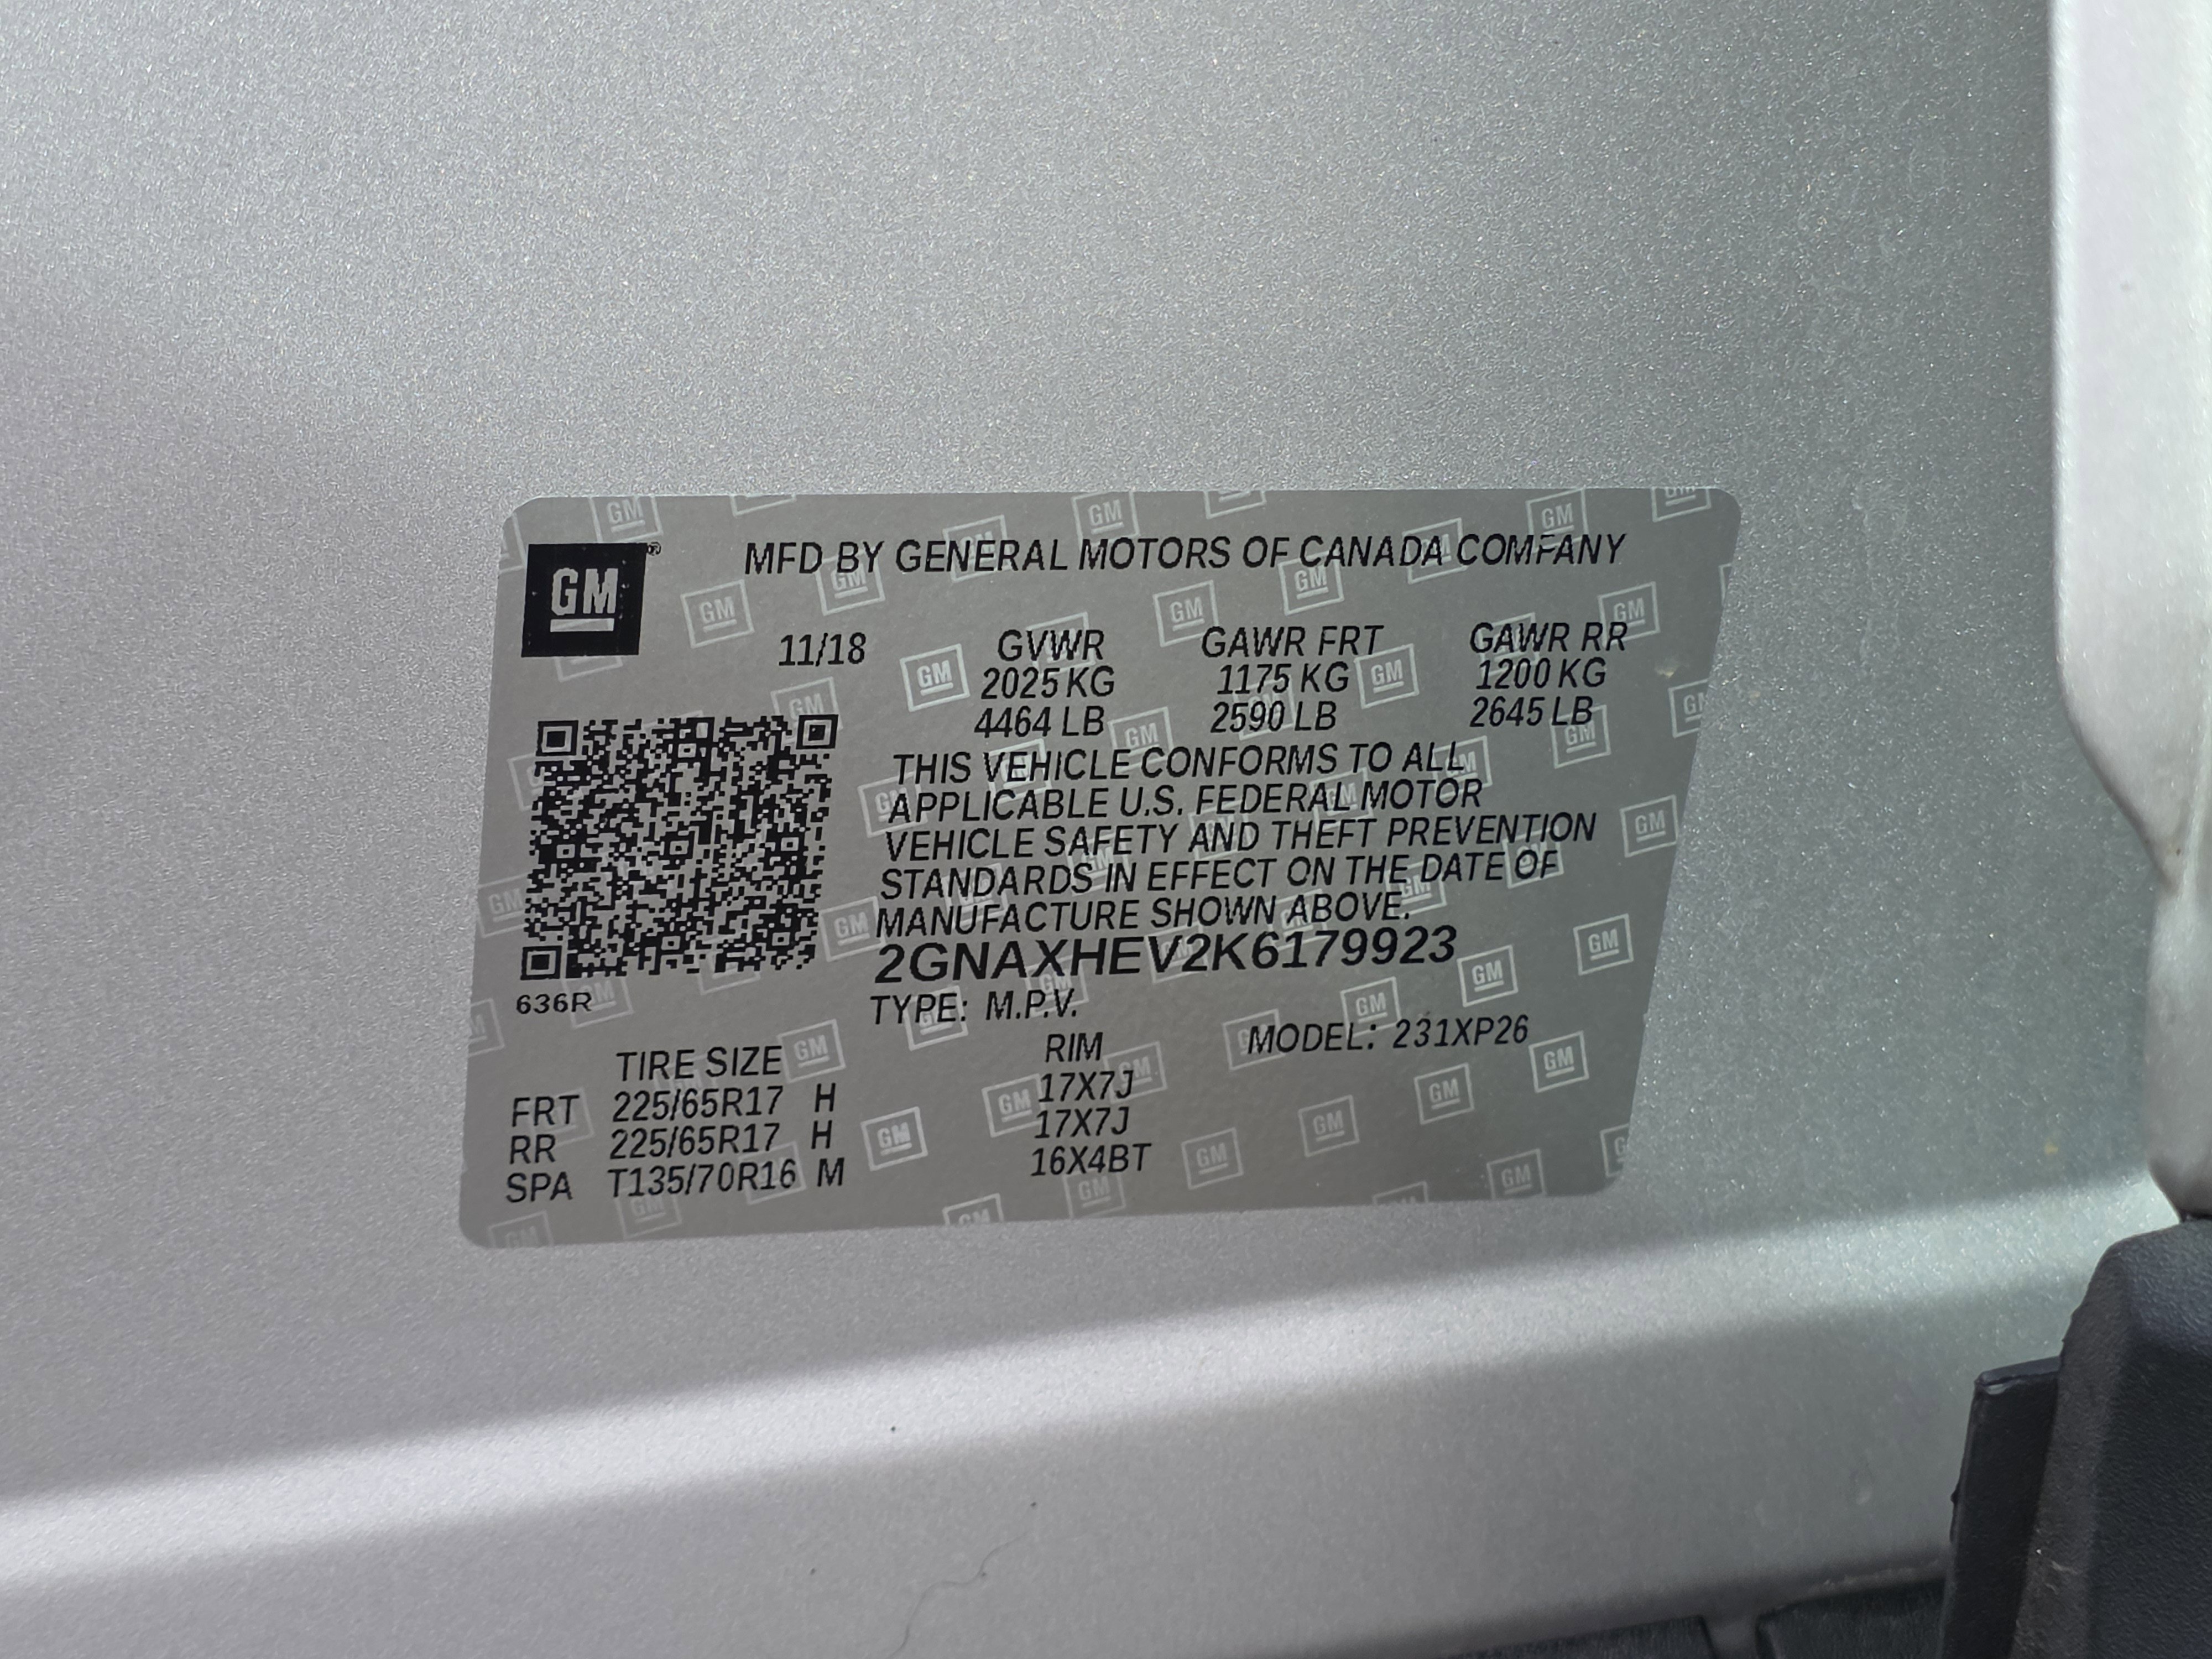 GM®
MFD BY GENERAL MOTORS OF CANADA COMPANY
11/18 GVWR GAWR FRT GAWR RR
2025 KG 1175 KG 1200 KG
4464 LB 2590 LB 2645 LB
THIS VEHICLE CONFORMS TO ALL
APPLICABLE U.S. FEDERAL MOTOR
VEHICLE SAFETY AND THEFT PREVENTION
STANDARDS IN EFFECT ON THE DATE OF
MANUFACTURE SHOWN ABOVE.
2GNAXHEV2K6179923
636R
TYPE: M.P.V.
MODEL: 231XP26
TIRE SIZE RIM
FRT 225/65R17 H 17X7J
RR 225/65R17 H 17X7J
SPA T135/70R16 M 16X4BT